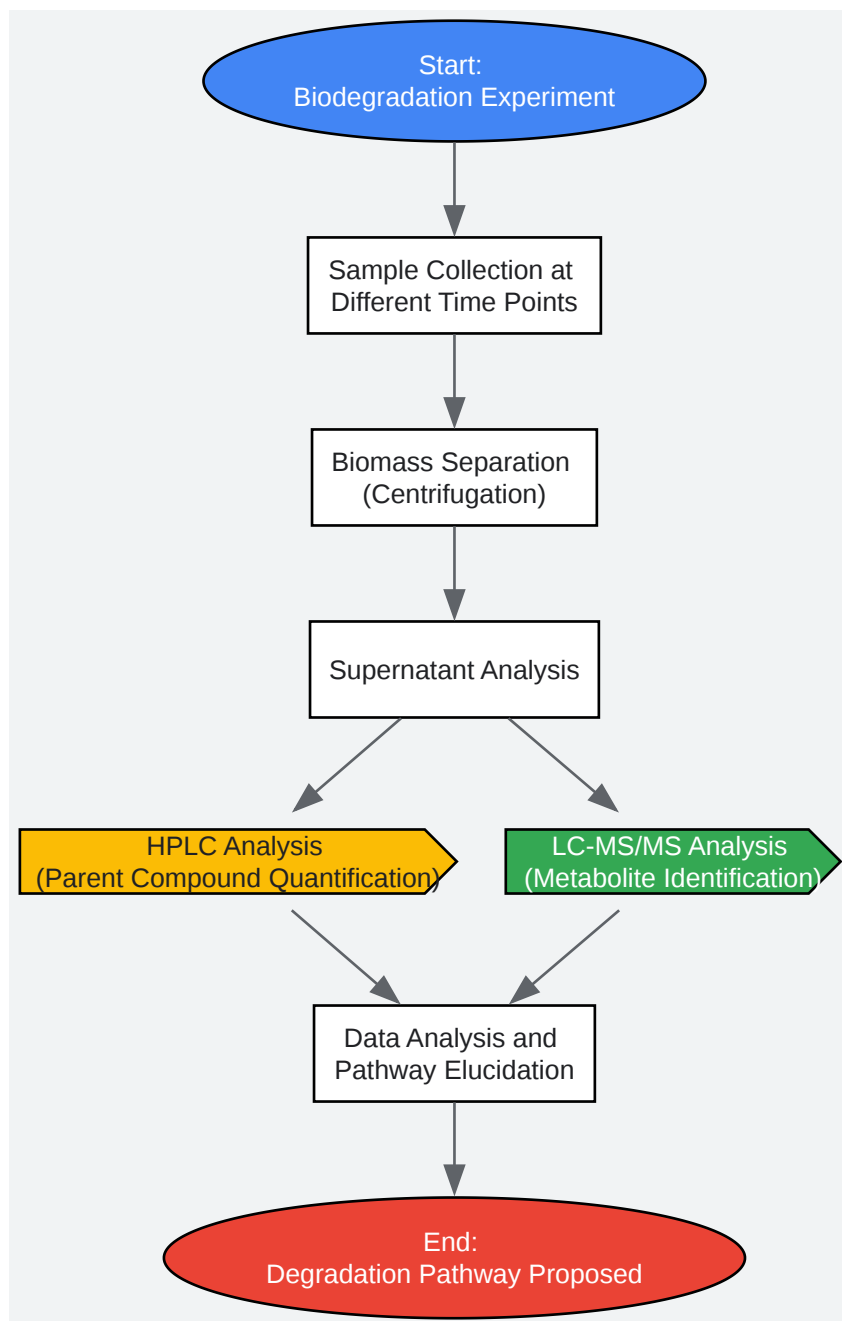 Start:
Biodegradation Experiment
Sample Collection at
Different Time Points
Biomass Separation
(Centrifugation)
Supernatant Analysis
HPLC Analysis
(Parent Compound Quantification)
LC-MS/MS Analysis
(Metabolite Identification)
Data Analysis and
Pathway Elucidation
End:
Degradation Pathway Proposed